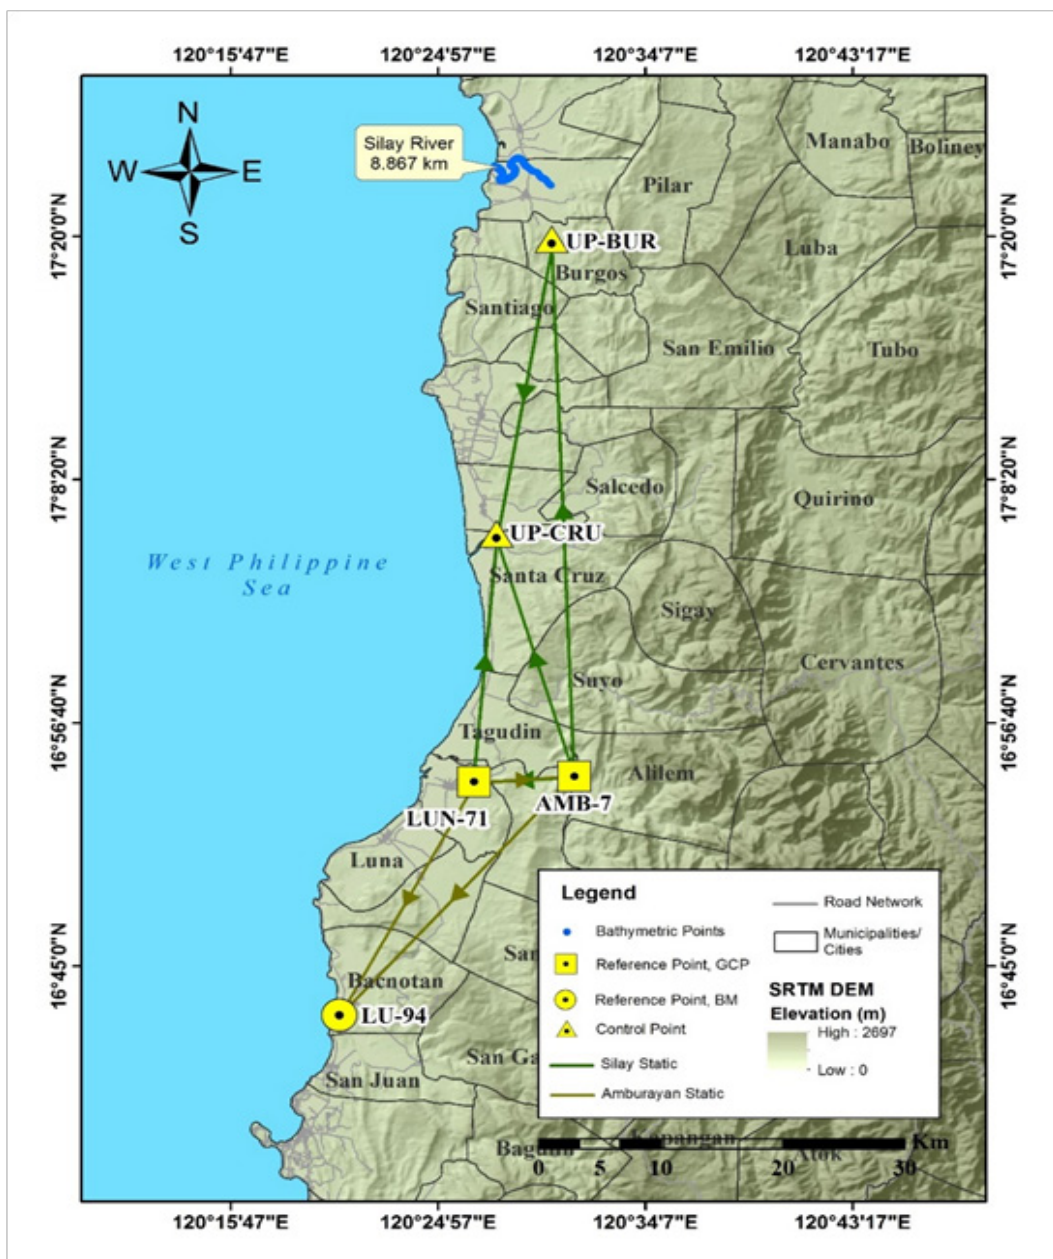 120°15'47"E 120°24'57"E 120°34'7"E 120°43'17"E
N
W E
S
Silay River
8.867 km
Manabo
Boliney
Pilar
17°20'0"N
17°20'0"N
UP-BUR
Luba
Burgos
Santiago
San Emilio
Tubo
17°8'20"N
17°8'20"N
Salcedo
Quirino
UP-CRU
West Philippine
Sea
Santa Cruz
Sigay
Cervantes
Suyo
16°56'40"N
16°56'40"N
Tagudin
Alilem
AMB-7
LUN-71
Luna
Legend
Bathymetric Points
Reference Point, GCP
Reference Point, BM
Control Point
Silay Static
Amburayan Static
Road Network
Municipalities/
Cities
SRTM DEM
Elevation (m)
High : 2697
Low : 0
16°45'0"N
16°45'0"N
San
Bacnotan
LU-94
San Ga
San Juan
Km
0 5 10 20 30
120°15'47"E 120°24'57"E 120°34'7"E 120°43'17"E